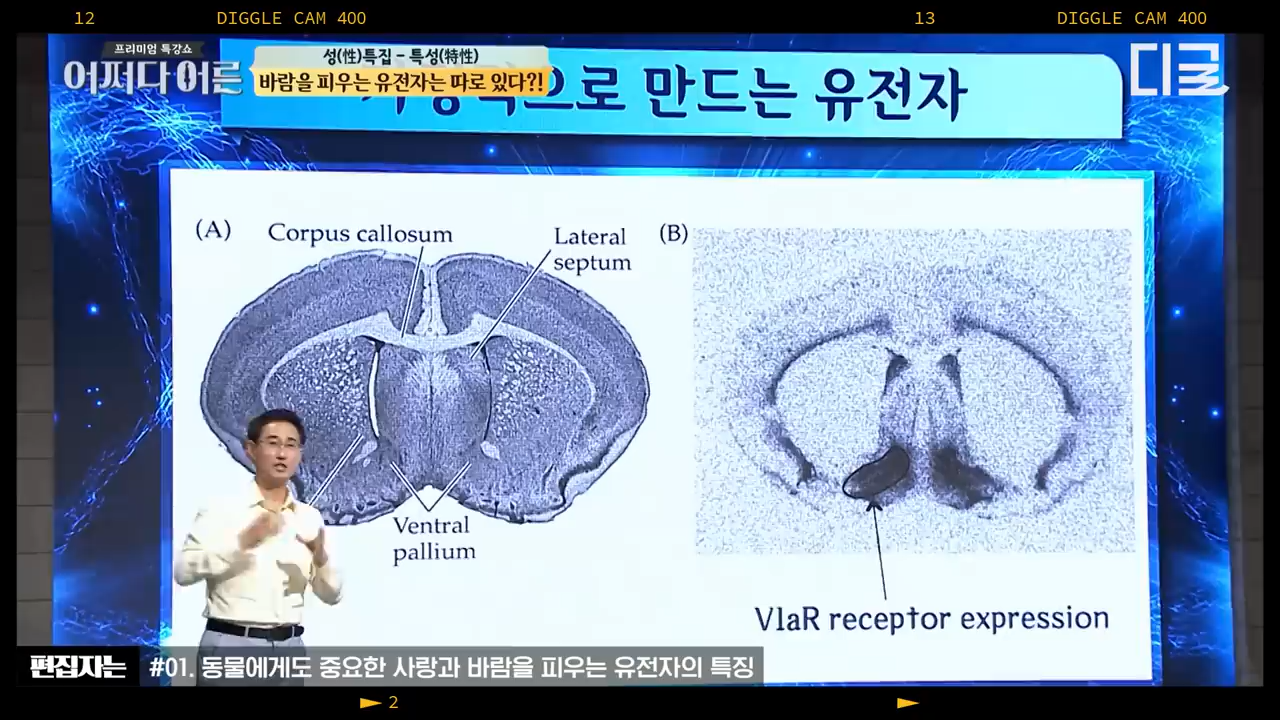 12
DIGGLE CAM 400
13
DIGGLE CAM 400
프리미엄 특강쇼
어쩌다 어른
성(性)특집 - 특성(特性)
바람을 피우는 유전자는 따로 있다?!
디글
으로 만드는 유전자
(A)
Corpus callosum
Lateral
septum
(B)
Ventral
pallium
V1aR receptor expression
편집자는
#01. 동물에게도 중요한 사랑과 바람을 피우는 유전자의 특징
2